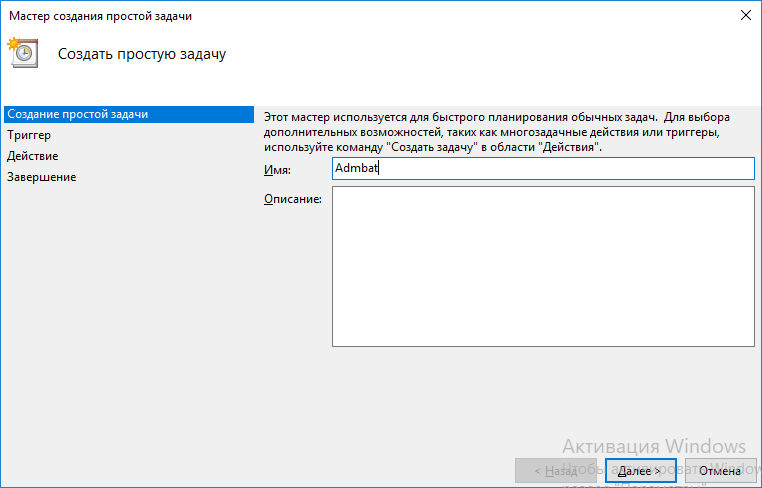 Мастер создания простой задачи
Создать простую задачу
Создание простой задачи
Триггер
Действие
Завершение
Этот мастер используется для быстрого планирования обычных задач. Для выбора
дополнительных возможностей, таких как многозадачные действия или триггеры,
используйте команду "Создать задачу" в области "Действия".
Имя:
Admbat
Описание:
Активация Windows
Чтобы активировать Windows
< Назад
Далее >
Отмена